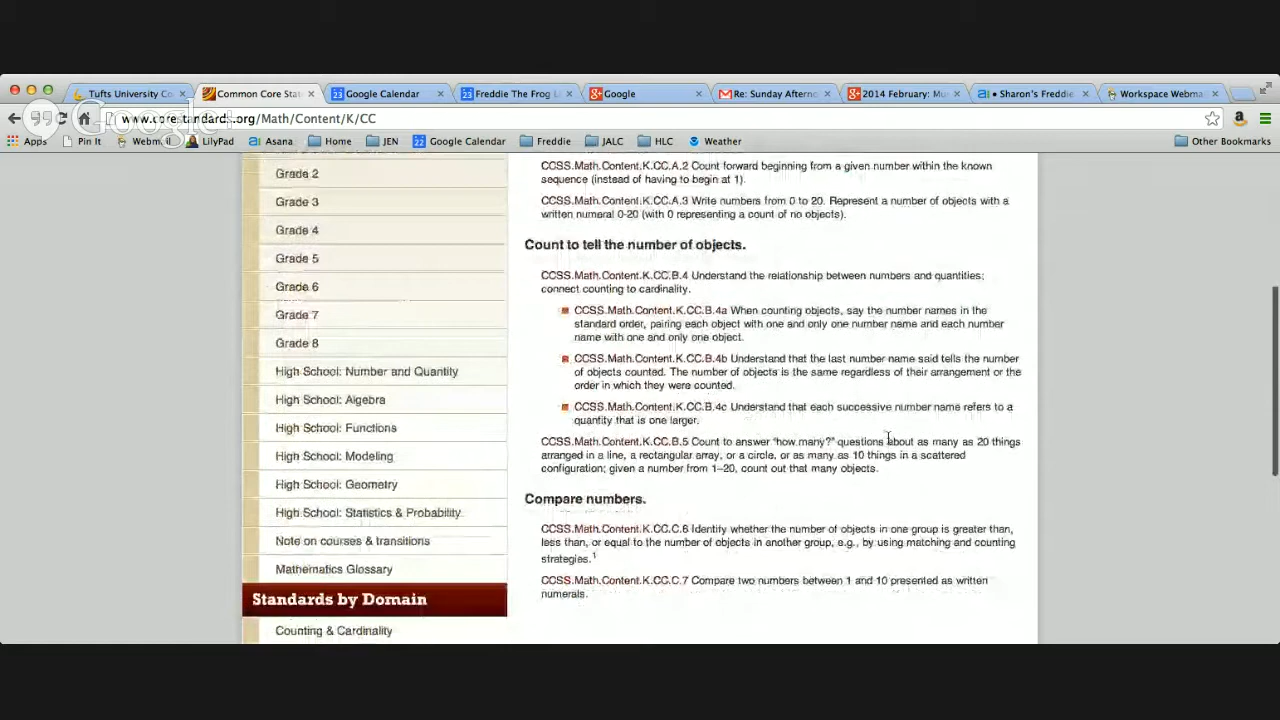 Tufts University Co
Common Core Stat
Google Calendar
Freddie The Frog L
Google
Re: Sunday Afterno
2014 February: Mu
Sharon's Freddie
Workspace Webmai
Google+
www.corestandards.org/Math/Content/K/CC
Apps
Pin It
Webmail
LilyPad
Asana
Home
JEN
Google Calendar
Freddie
JALC
HLC
Weather
Other Bookmarks
Grade 2
Grade 3
Grade 4
Grade 5
Grade 6
Grade 7
Grade 8
High School: Number and Quantity
High School: Algebra
High School: Functions
High School: Modeling
High School: Geometry
High School: Statistics & Probability
Note on courses & transitions
Mathematics Glossary
Standards by Domain
Counting & Cardinality
CCSS.Math.Content.K.CC.A.2 Count forward beginning from a given number within the known
sequence (instead of having to begin at 1).
CCSS.Math.Content.K.CC.A.3 Write numbers from 0 to 20. Represent a number of objects with a
written numeral 0-20 (with 0 representing a count of no objects).
Count to tell the number of objects.
CCSS.Math.Content.K.CC.B.4 Understand the relationship between numbers and quantities;
connect counting to cardinality.
CCSS.Math.Content.K.CC.B.4a When counting objects, say the number names in the
standard order, pairing each object with one and only one number name and each number
name with one and only one object.
CCSS.Math.Content.K.CC.B.4b Understand that the last number name said tells the number
of objects counted. The number of objects is the same regardless of their arrangement or the
order in which they were counted.
CCSS.Math.Content.K.CC.B.4c Understand that each successive number name refers to a
quantity that is one larger.
CCSS.Math.Content.K.CC.B.5 Count to answer "how many?" questions about as many as 20 things
arranged in a line, a rectangular array, or a circle, or as many as 10 things in a scattered
configuration; given a number from 1–20, count out that many objects.
Compare numbers.
CCSS.Math.Content.K.CC.C.6 Identify whether the number of objects in one group is greater than,
less than, or equal to the number of objects in another group, e.g., by using matching and counting
strategies.1
CCSS.Math.Content.K.CC.C.7 Compare two numbers between 1 and 10 presented as written
numerals.